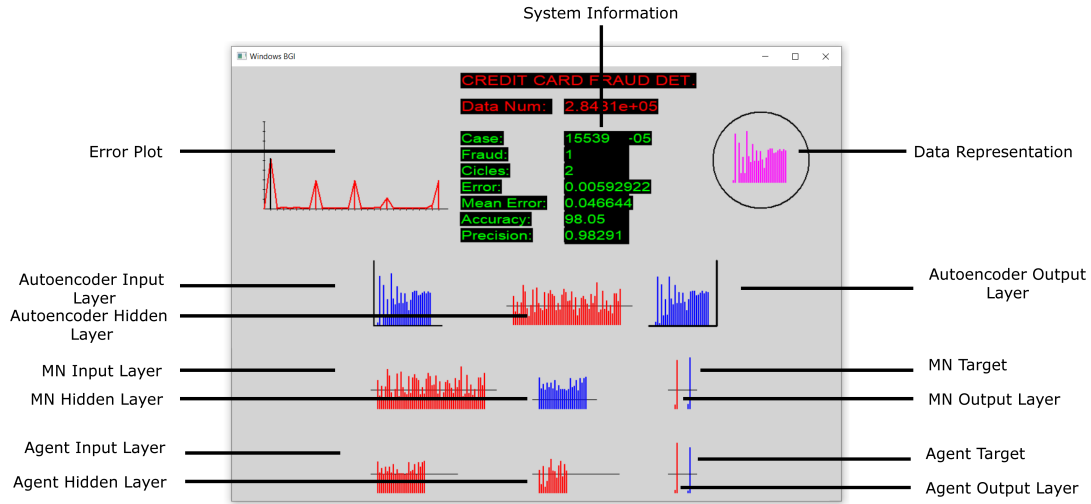 System Information
Windows BGI
CREDIT CARD FRAUD DET.
Data Num: 2.8431e+05
Case: 15539 -05
Fraud: 1
Cicles: 2
Error: 0.00592922
Mean Error: 0.046644
Accuracy: 98.05
Precision: 0.98291
Error Plot
Data Representation
Autoencoder Input
Layer
Autoencoder Hidden
Layer
Autoencoder Output
Layer
MN Input Layer
MN Hidden Layer
MN Target
MN Output Layer
Agent Input Layer
Agent Hidden Layer
Agent Target
Agent Output Layer